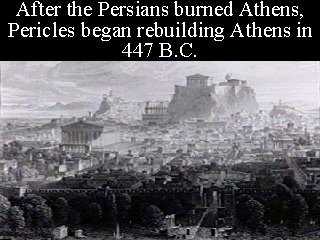 After the Persians burned Athens,
Pericles began rebuilding Athens in
447 B.C.